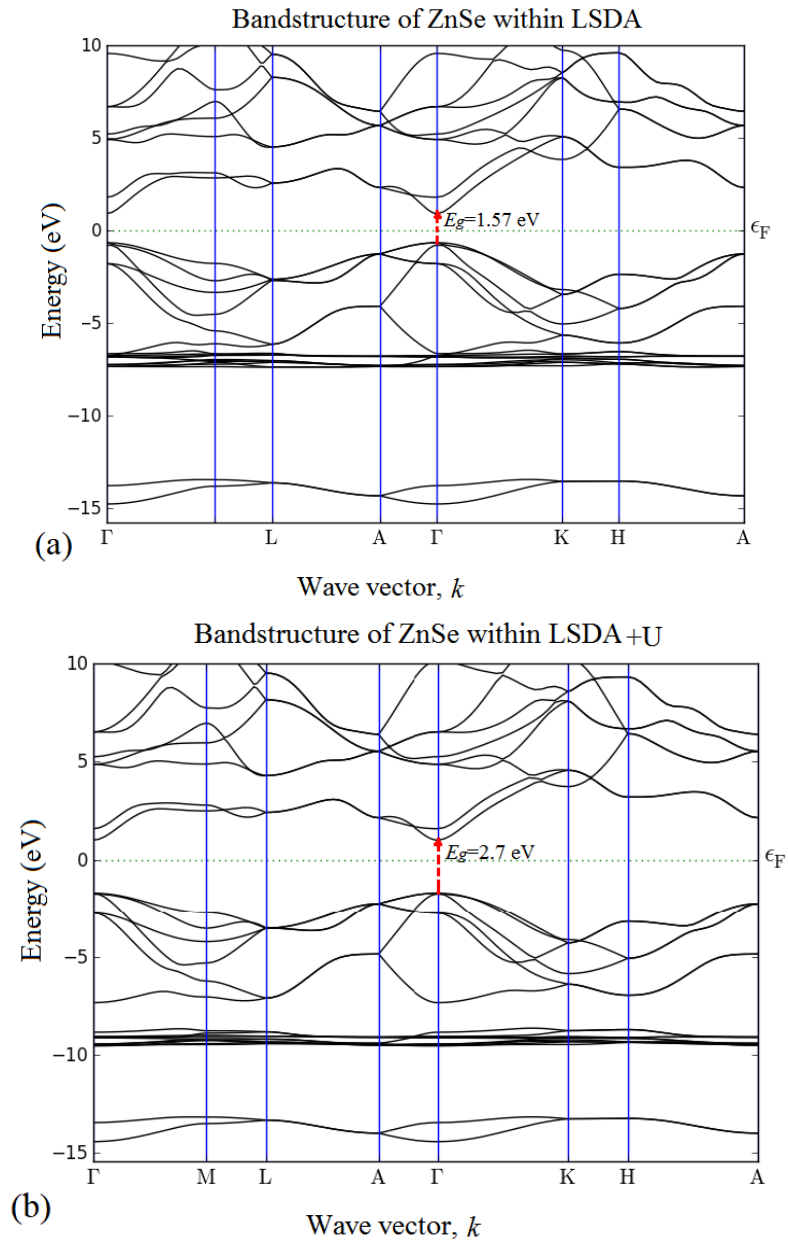 Bandstructure of ZnSe within LSDA
10
5
0
−5
−10
−15
Energy (eV)
Eg=1.57 eV
ϵF
Γ L A Γ K H A
(a)
Wave vector, k
Bandstructure of ZnSe within LSDA+U
10
5
0
−5
−10
−15
Energy (eV)
Eg=2.7 eV
ϵF
Γ M L A Γ K H A
(b)
Wave vector, k